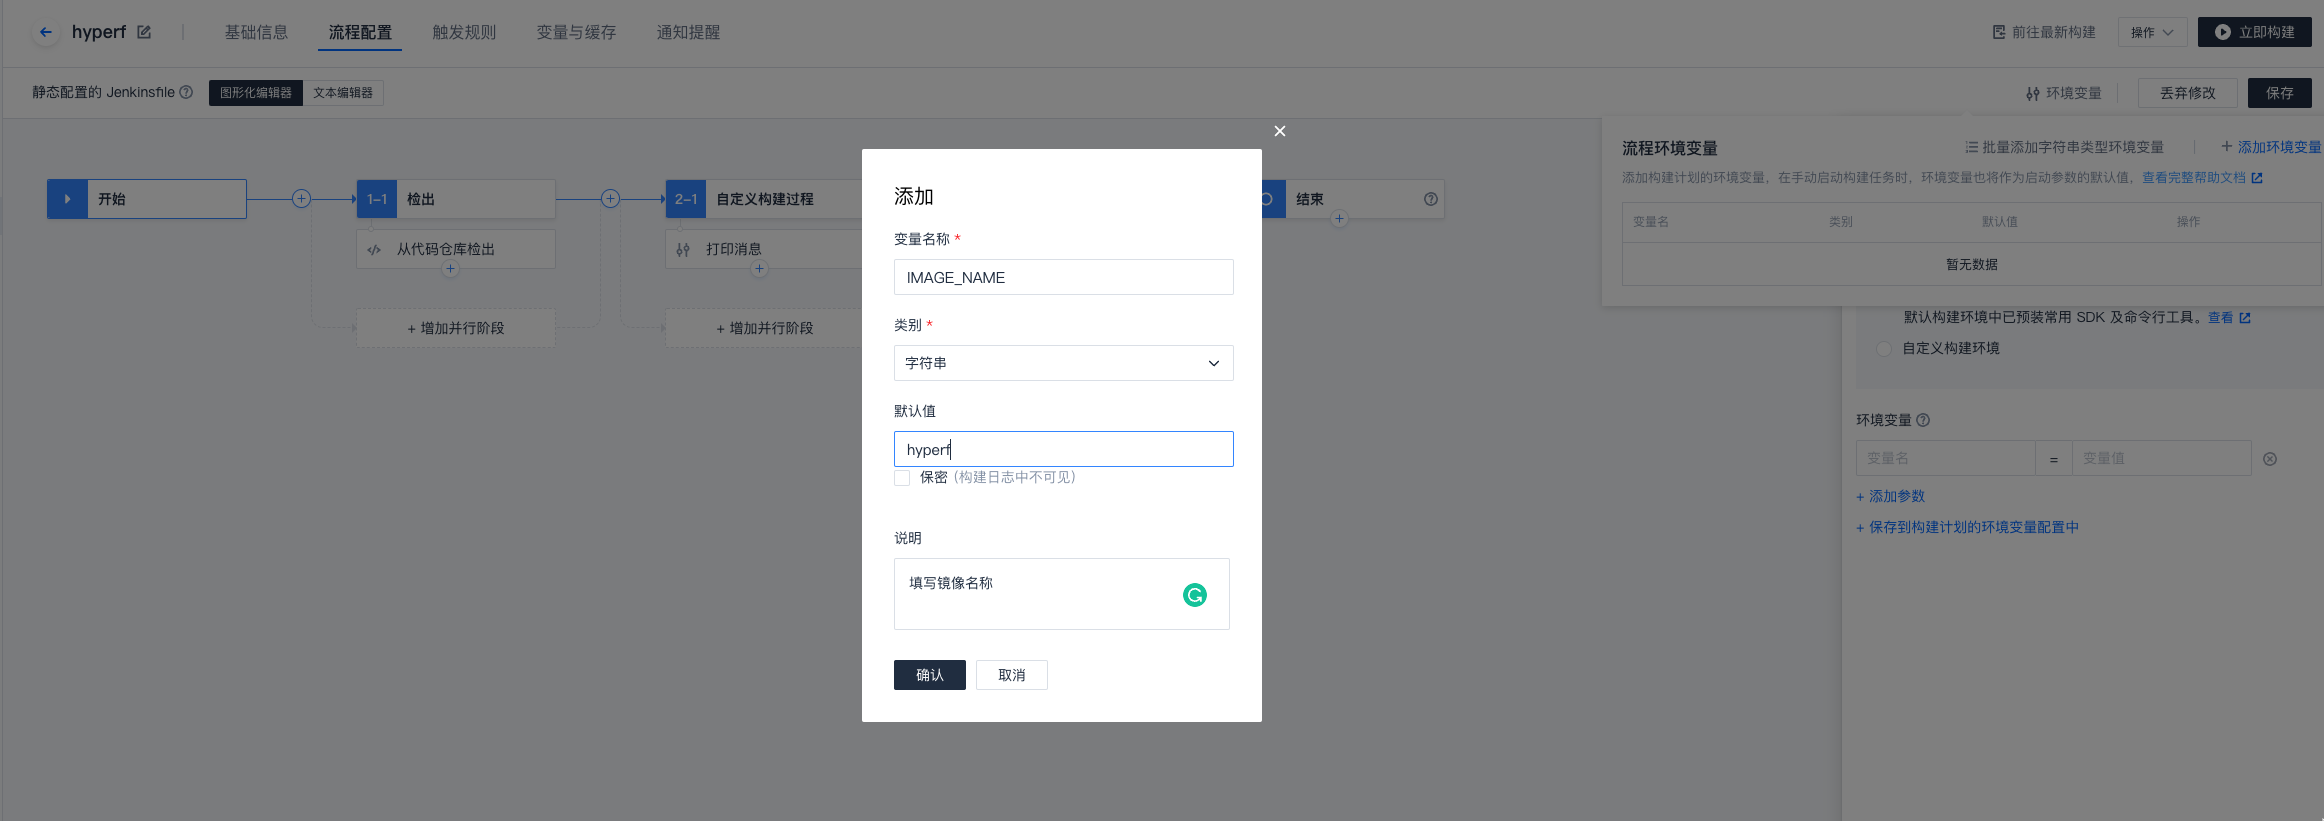 hyperf
基础信息
流程配置
触发规则
变量与缓存
通知提醒
前往最新构建
操作
立即构建
静态配置的 Jenkinsfile
图形化编辑器
文本编辑器
环境变量
丢弃修改
保存
开始
1-1 检出
从代码仓库检出
+ 增加并行阶段
2-1 自定义构建过程
打印消息
+ 增加并行阶段
结束
添加
变量名称 *
IMAGE_NAME
类别 *
字符串
默认值
hyperf
保密 (构建日志中不可见)
说明
填写镜像名称
确认
取消
流程环境变量
批量添加字符串类型环境变量
+ 添加环境变量
添加构建计划的环境变量，在手动启动构建任务时，环境变量也将作为启动参数的默认值，查看完整帮助文档
变量名 类别 默认值 操作
暂无数据
默认构建环境中已预装常用 SDK 及命令行工具。查看
自定义构建环境
环境变量
变量名 = 变量值
+ 添加参数
+ 保存到构建计划的环境变量配置中